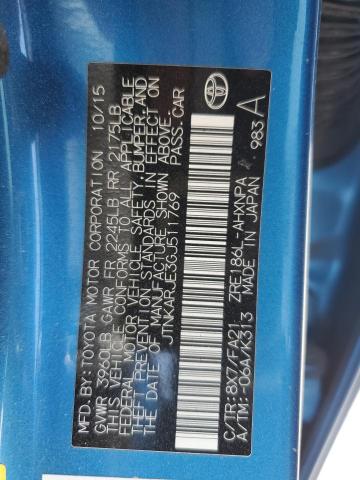 MFD.BY:TOYOTA MOTOR CORPORATION 10/15
GVWR 3960LB GAWR FR 2245LB RR 2175LB
THIS VEHICLE CONFORMS TO ALL APPLICABLE
FEDERAL MOTOR VEHICLE SAFETY, BUMPER, AND
THEFT PREVENTION STANDARDS IN EFFECT ON
THE DATE OF MANUFACTURE SHOWN ABOVE.
JTNKARJE3GJ511769 PASS.CAR
C/TR:8X7/FA21 ZRE186L-AHXNPA
A/TM:-06A/K313 MADE IN JAPAN
983 A